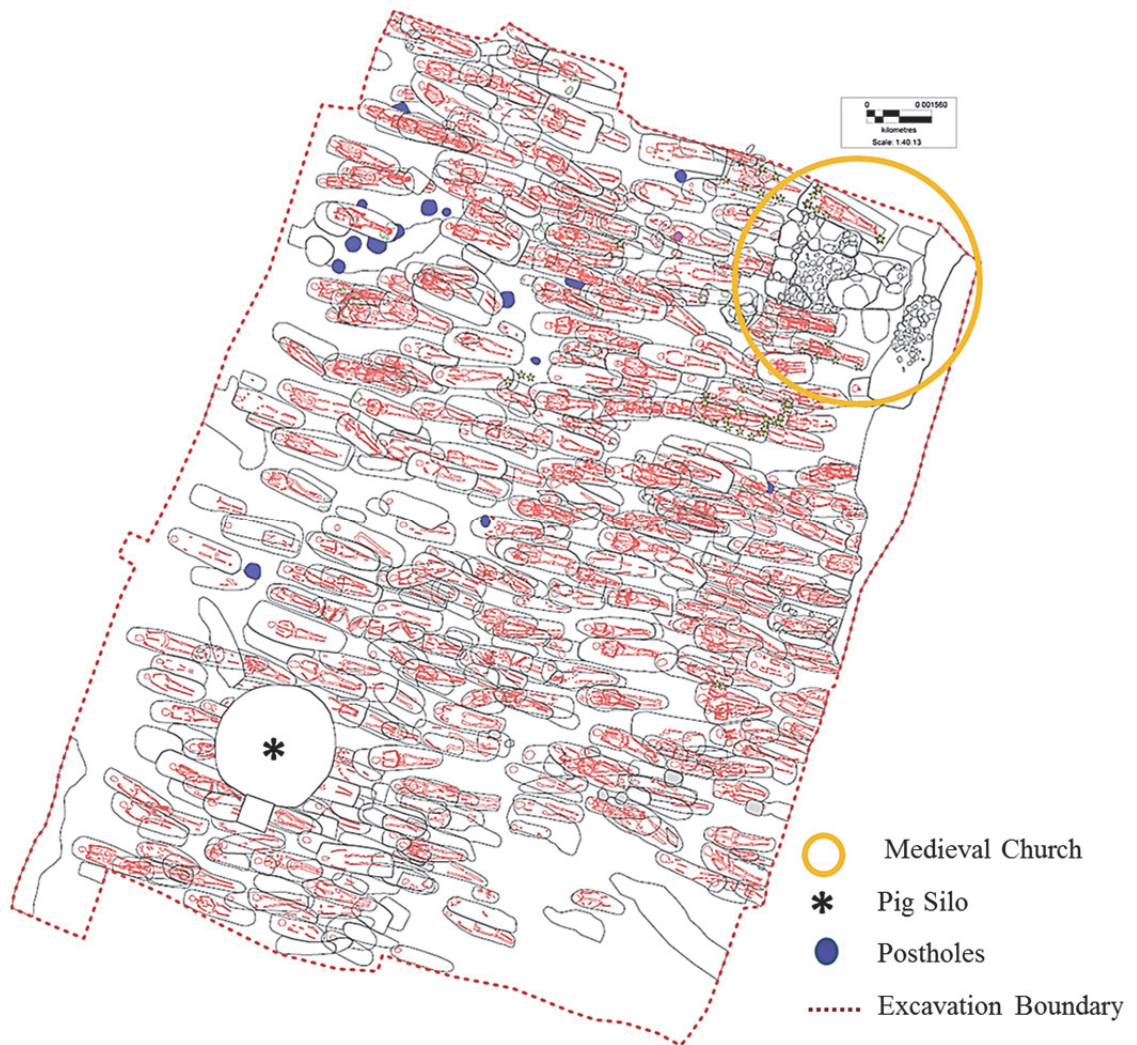 0 0.001560
kilometres
Scale: 1:40.13
Medieval Church
* Pig Silo
Postholes
Excavation Boundary